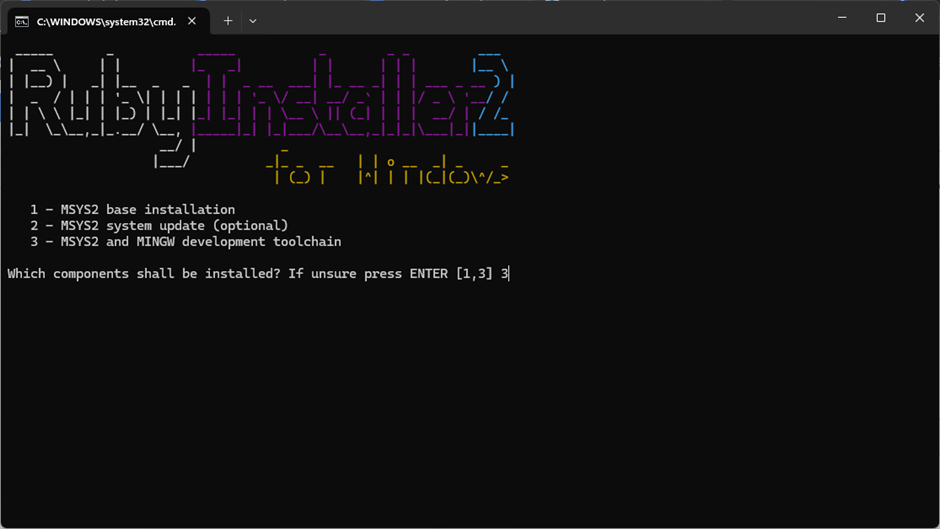 C:\WINDOWS\system32\cmd.
RubyInstaller2
for Windows
1 - MSYS2 base installation
2 - MSYS2 system update (optional)
3 - MSYS2 and MINGW development toolchain
Which components shall be installed? If unsure press ENTER [1,3] 3